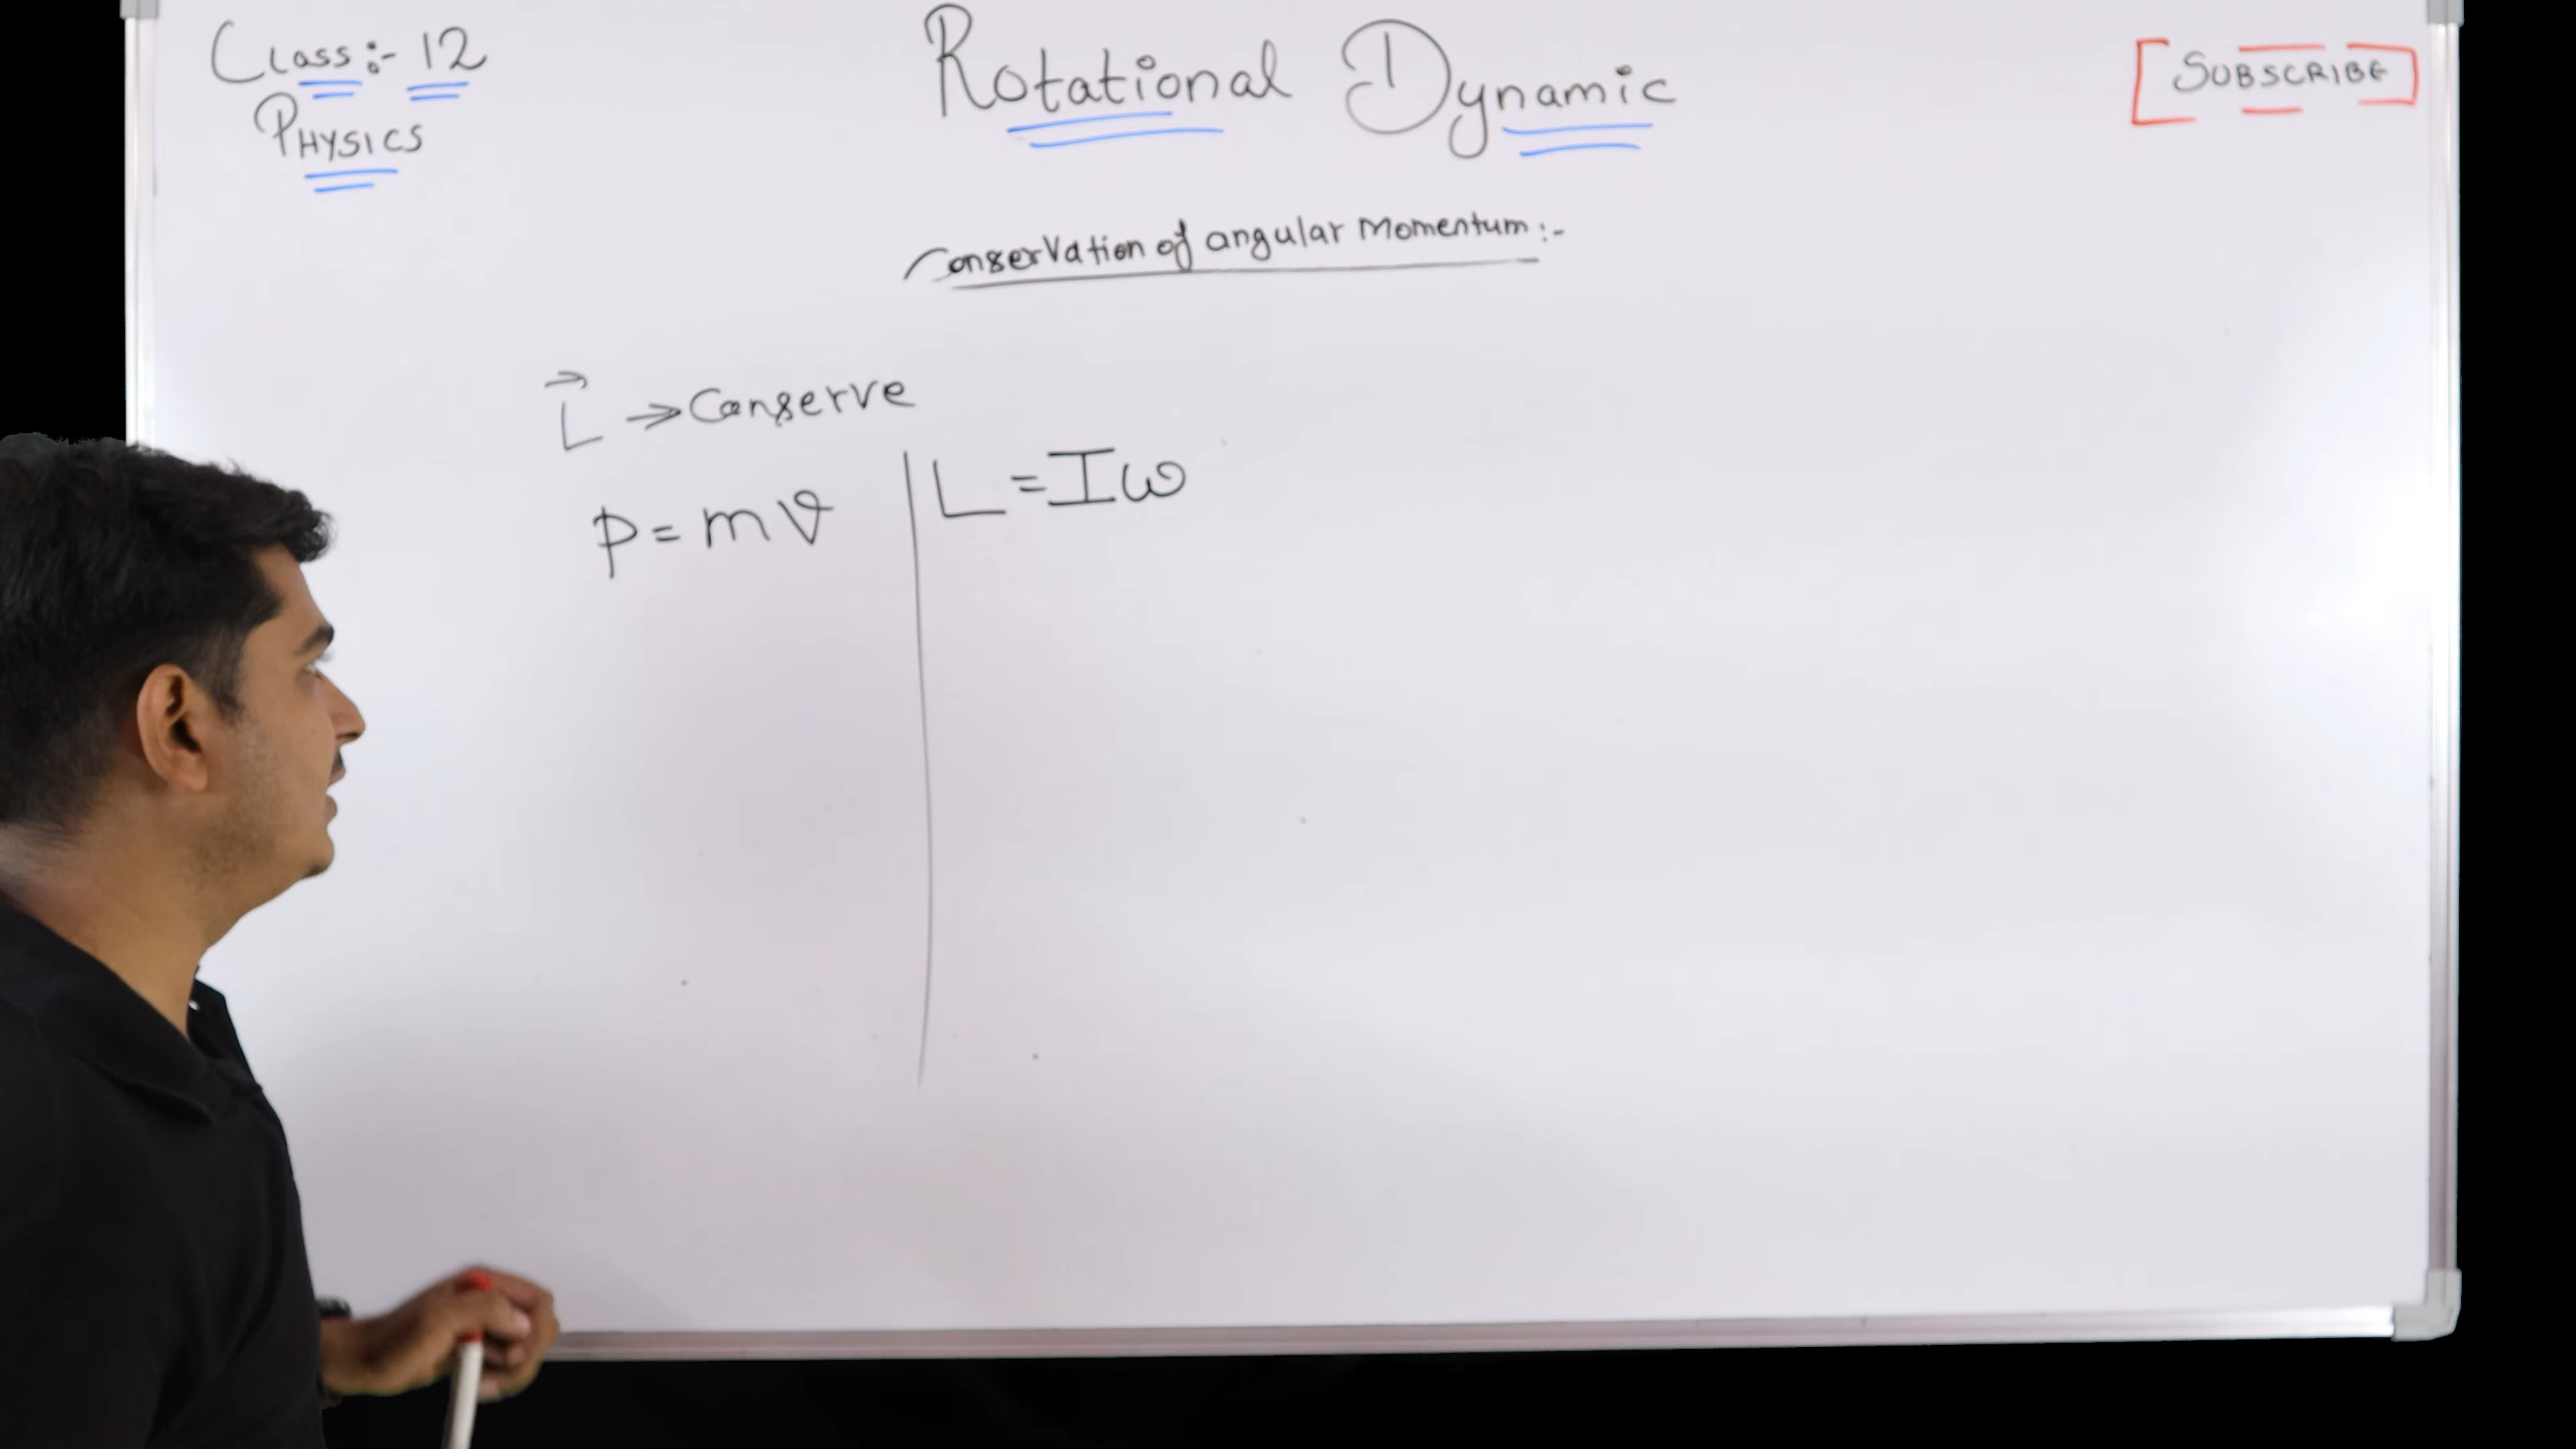 Class:- 12
PHYSICS
Rotational Dynamic
SUBSCRIBE
Conservation of angular Momentum:-
L⃗ → Conserve
p = mv
L = Iω